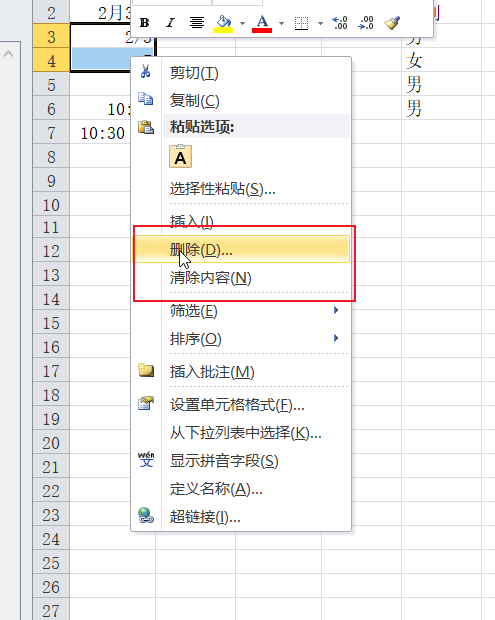 2
2月3
B I A
3
2/3
4
女
5
男
6
10:
男
7
10:30
8
9
10
11
12
13
14
15
16
17
18
19
20
21
22
23
24
25
26
27
剪切(T)
复制(C)
粘贴选项:
A
选择性粘贴(S)...
插入(I)
删除(D)...
清除内容(N)
筛选(E)
排序(O)
插入批注(M)
设置单元格格式(F)...
从下拉列表中选择(K)...
wén
文
显示拼音字段(S)
定义名称(A)...
超链接(I)...